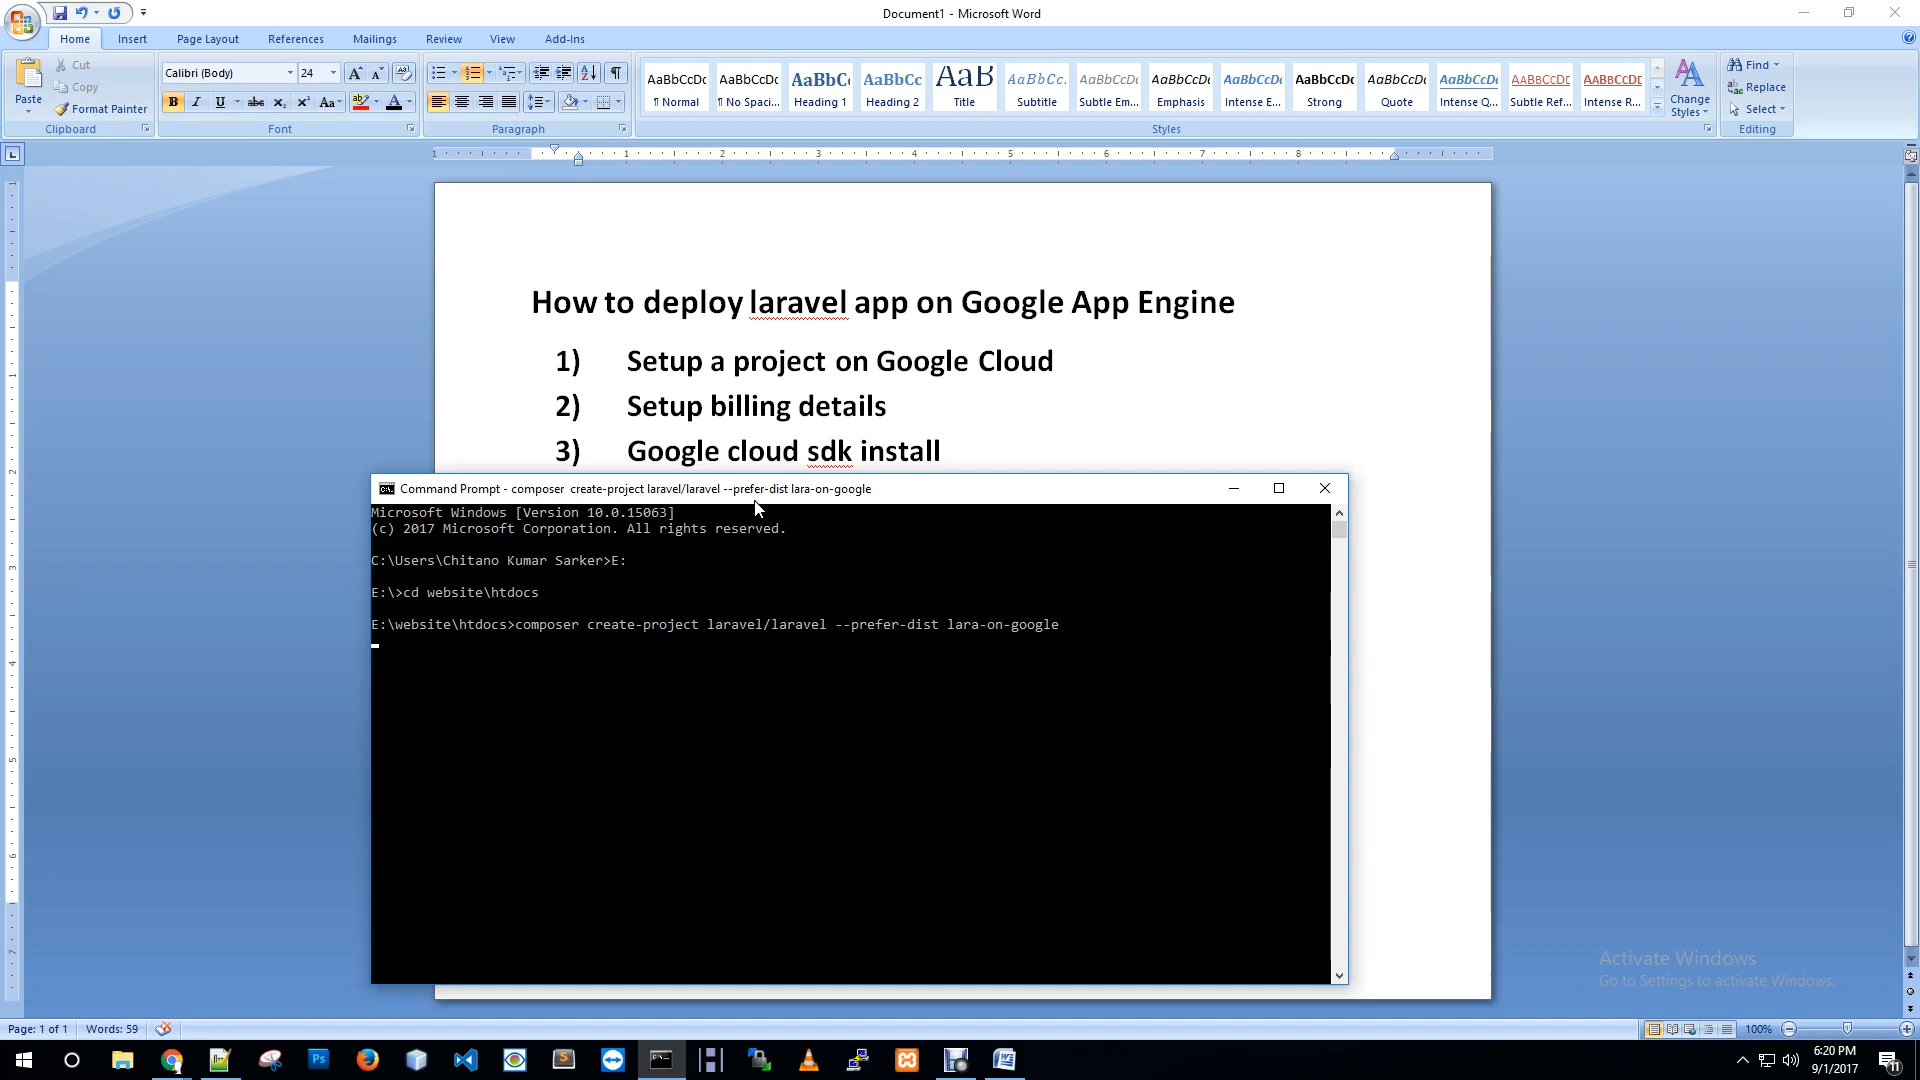 Document1 - Microsoft Word
Home Insert Page Layout References Mailings Review View Add-Ins
Paste
Cut
Copy
Format Painter
Clipboard
Calibri (Body) 24
Font
Paragraph
AaBbCcDc AaBbCcDc AaBbC AaBbCc AaB AaBbCc. AaBbCcDc AaBbCcDc AaBbCcDc AaBbCcDc AaBbCcDc AaBbCcDc AABBCCDC AABBCCDC
¶ Normal ¶ No Spaci... Heading 1 Heading 2 Title Subtitle Subtle Em... Emphasis Intense E... Strong Quote Intense Q... Subtle Ref... Intense R...
Styles
Change
Styles
Find
Replace
Select
Editing
How to deploy laravel app on Google App Engine
1) Setup a project on Google Cloud
2) Setup billing details
3) Google cloud sdk install
Command Prompt - composer create-project laravel/laravel --prefer-dist lara-on-google
Microsoft Windows [Version 10.0.15063]
(c) 2017 Microsoft Corporation. All rights reserved.
C:\Users\Chitano Kumar Sarker>E:
E:\>cd website\htdocs
E:\website\htdocs>composer create-project laravel/laravel --prefer-dist lara-on-google
Activate Windows
Go to Settings to activate Windows.
Page: 1 of 1 Words: 59
100%
6:20 PM
9/1/2017
11